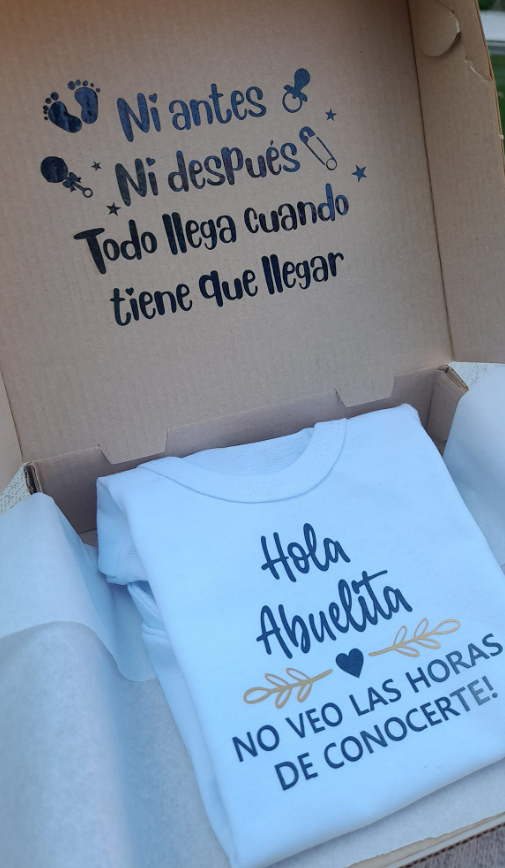 Ni antes
Ni después
Todo llega cuando
tiene que llegar
Hola
Abuelita
NO VEO LAS HORAS
DE CONOCERTE!